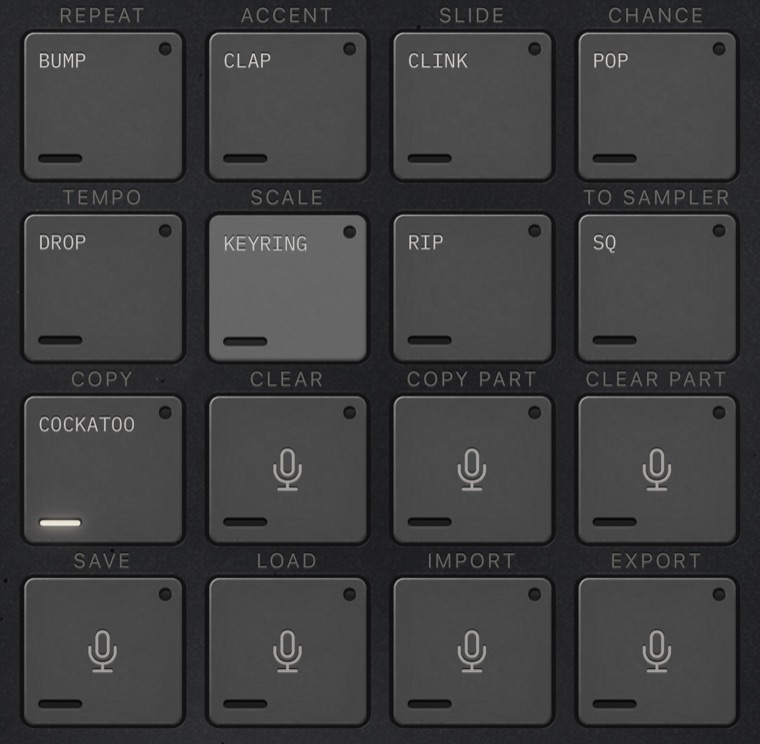 REPEAT ACCENT SLIDE CHANCE
BUMP CLAP CLINK POP
TEMPO SCALE TO SAMPLER
DROP KEYRING RIP SQ
COPY CLEAR COPY PART CLEAR PART
COCKATOO
SAVE LOAD IMPORT EXPORT